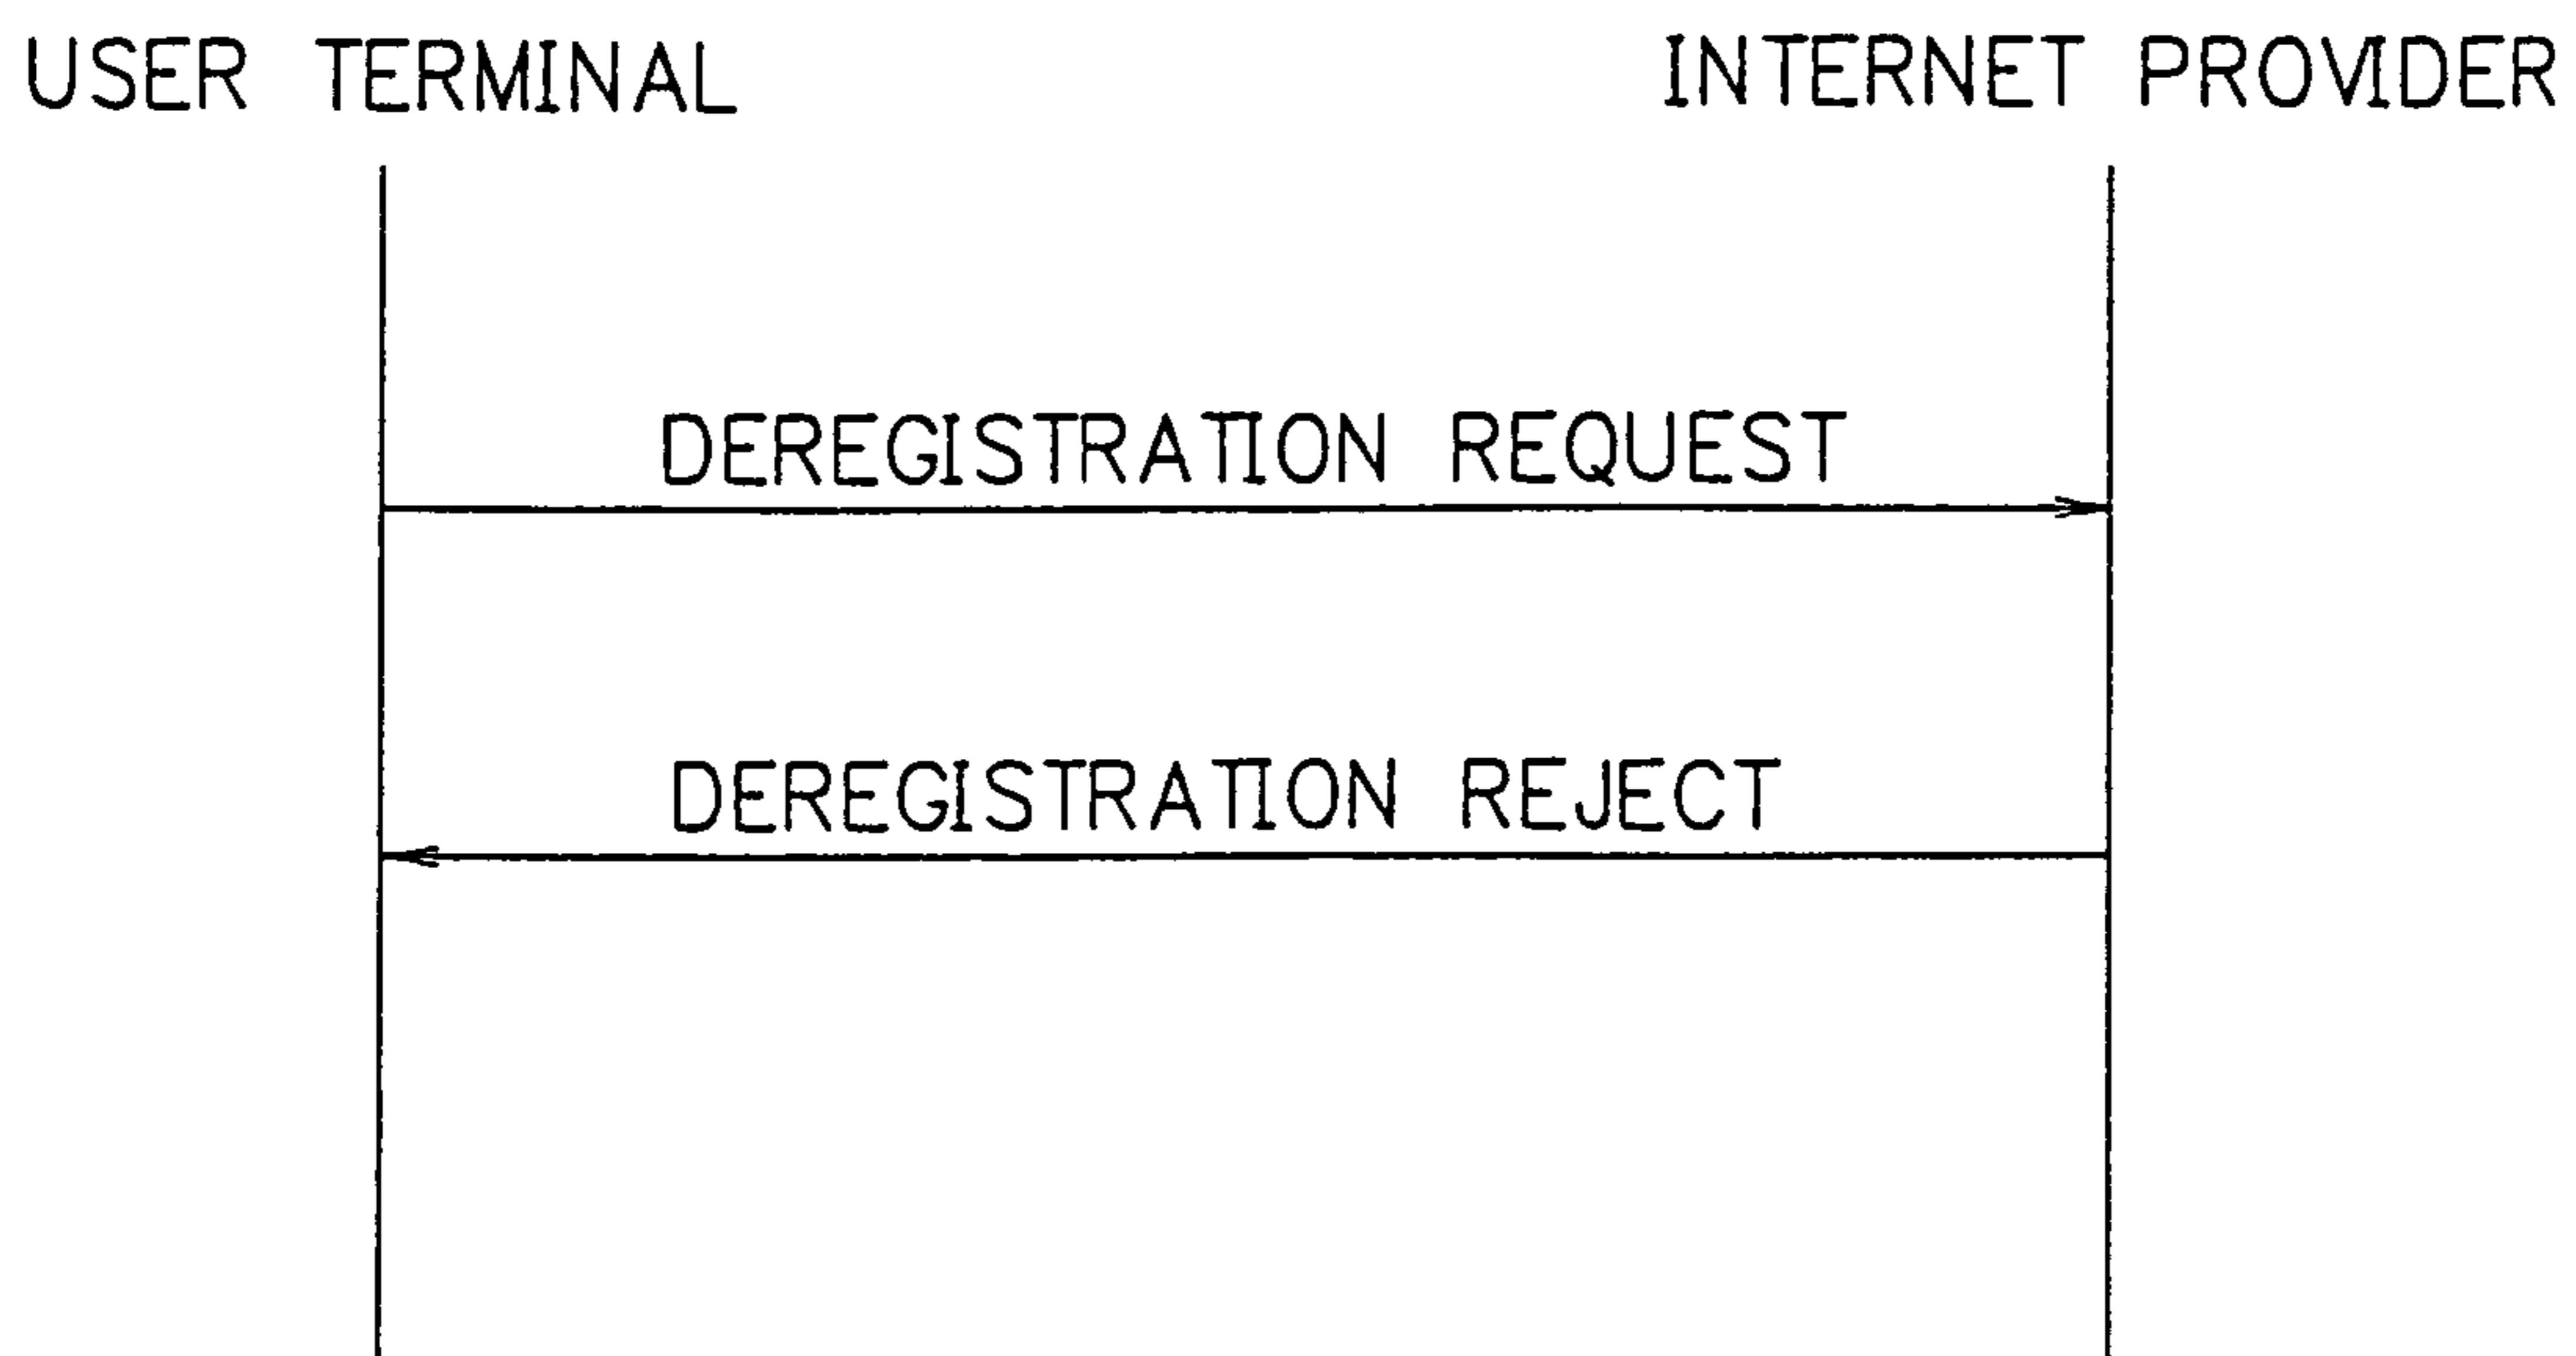 USER TERMINAL INTERNET PROVIDER
DEREGISTRATION REQUEST
DEREGISTRATION REJECT